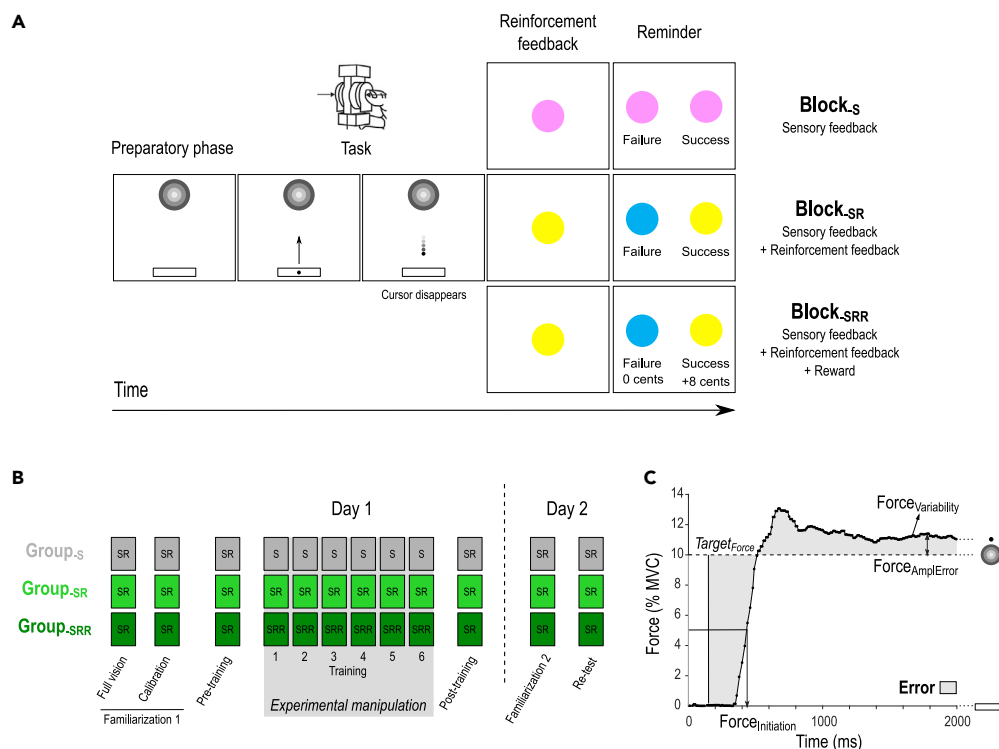 A
Reinforcement
feedback
Reminder
Preparatory phase
Task
Failure
Success
Block-S
Sensory feedback
Failure
Success
Block-SR
Sensory feedback
+ Reinforcement feedback
Cursor disappears
Failure
0 cents
Success
+8 cents
Block-SRR
Sensory feedback
+ Reinforcement feedback
+ Reward
Time
B
Day 1
Day 2
Group-S
SR SR SR S S S S S S SR SR SR
Group-SR
SR SR SR SR SR SR SR SR SR SR SR SR
Group-SRR
SR SR SR SRR SRR SRR SRR SRR SRR SR SR SR
1 2 3 4 5 6
Training
Experimental manipulation
Full vision
Calibration
Familiarization 1
Pre-training
Post-training
Familiarization 2
Re-test
C
Force (% MVC)
14
12
10
8
6
4
2
0
TargetForce
ForceVariability
ForceAmplError
Error
0 1000 2000
ForceInitiation
Time (ms)